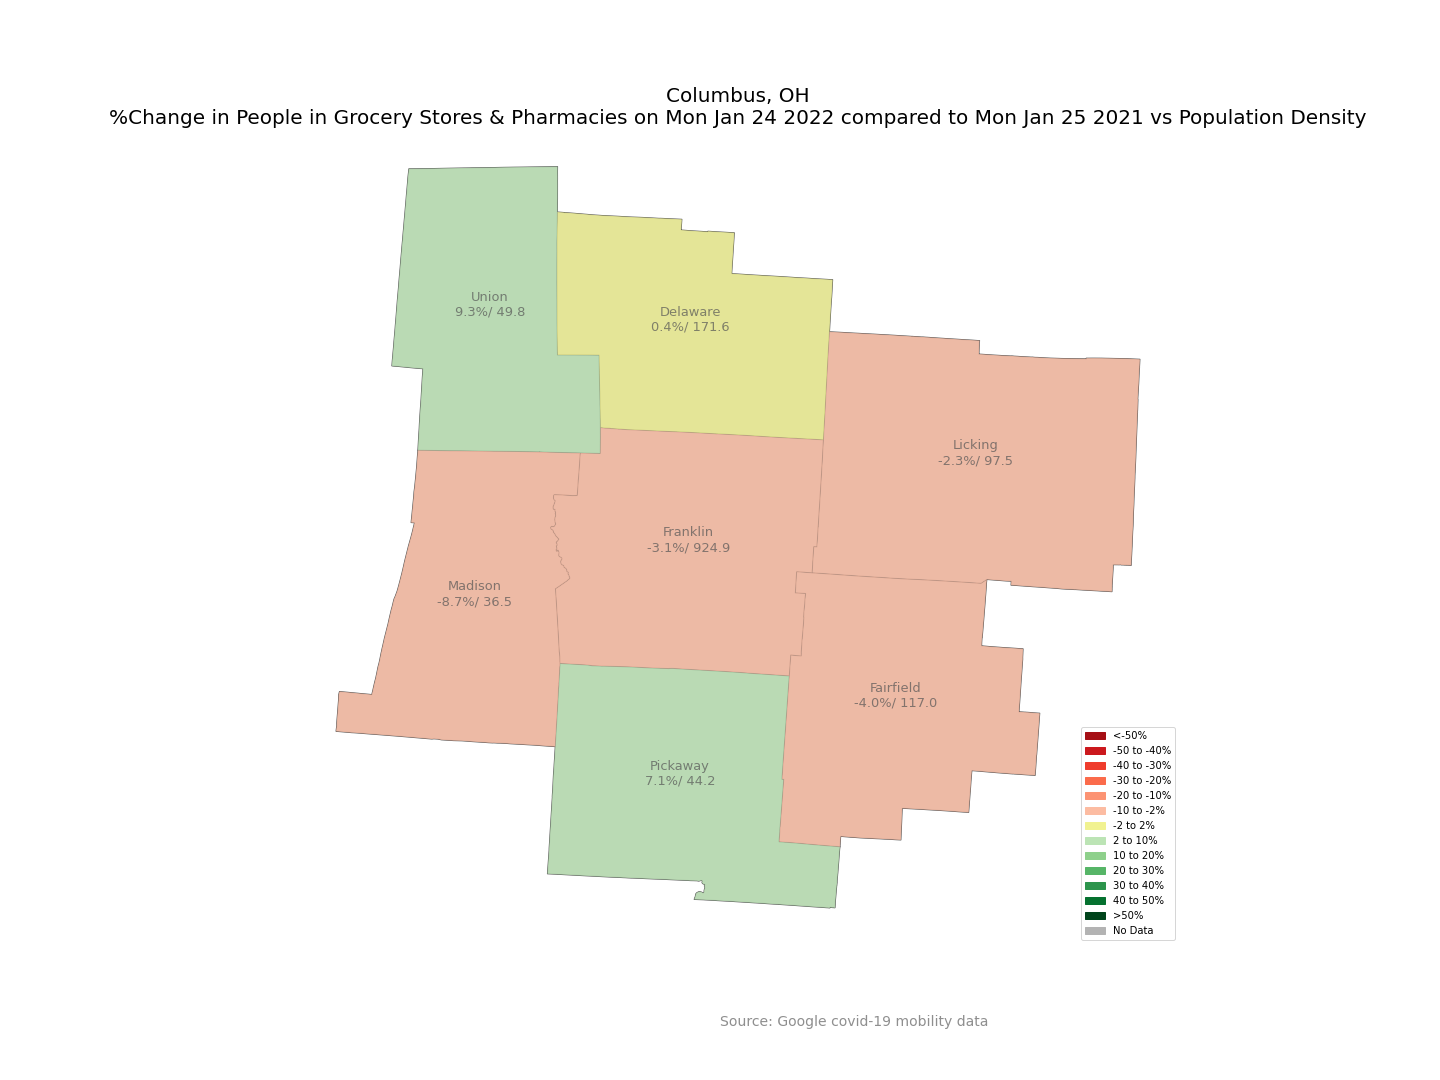 Columbus, OH
%Change in People in Grocery Stores & Pharmacies on Mon Jan 24 2022 compared to Mon Jan 25 2021 vs Population Density
Union
9.3%/ 49.8
Delaware
0.4%/ 171.6
Licking
-2.3%/ 97.5
Franklin
-3.1%/ 924.9
Madison
-8.7%/ 36.5
Fairfield
-4.0%/ 117.0
Pickaway
7.1%/ 44.2
<-50%
-50 to -40%
-40 to -30%
-30 to -20%
-20 to -10%
-10 to -2%
-2 to 2%
2 to 10%
10 to 20%
20 to 30%
30 to 40%
40 to 50%
>50%
No Data
Source: Google covid-19 mobility data